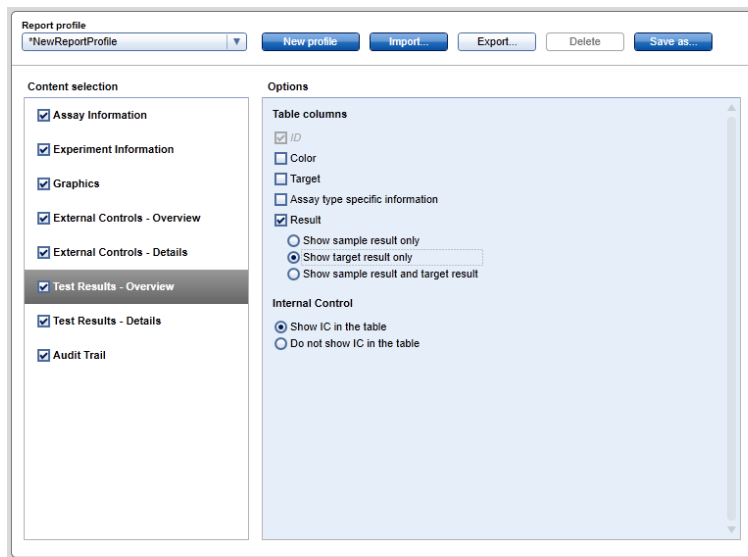 Report profile
*NewReportProfile
New profile
Import...
Export...
Delete
Save as...
Content selection
Assay Information
Experiment Information
Graphics
External Controls - Overview
External Controls - Details
Test Results - Overview
Test Results - Details
Audit Trail
Options
Table columns
ID
Color
Target
Assay type specific information
Result
Show sample result only
Show target result only
Show sample result and target result
Internal Control
Show IC in the table
Do not show IC in the table